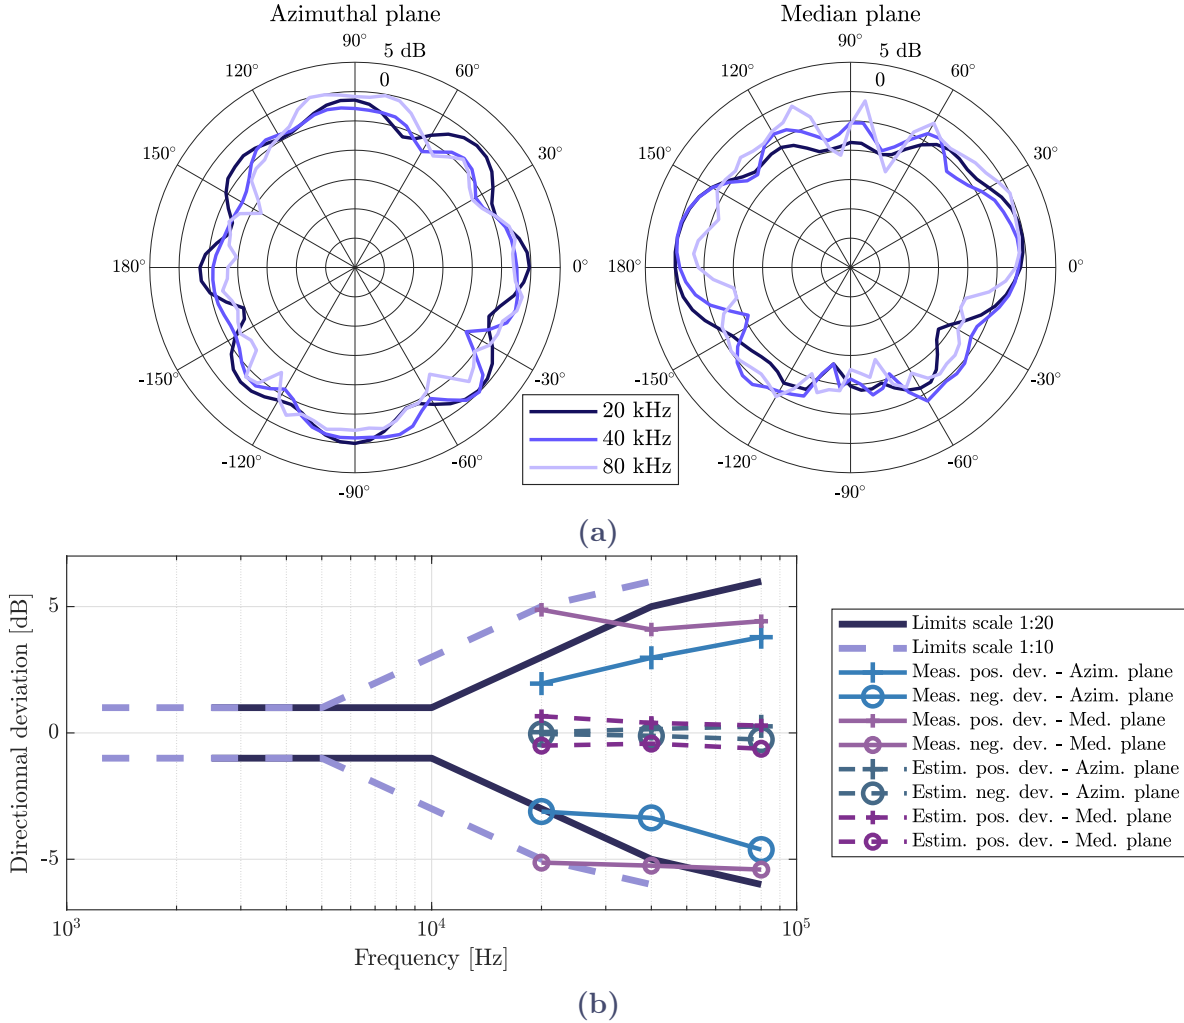 Azimuthal plane
Median plane
90°
5 dB
120°
60°
0
150°
30°
180°
0°
-150°
-30°
-120°
-60°
-90°
90°
5 dB
120°
60°
0
150°
30°
180°
0°
-150°
-30°
-120°
-60°
-90°
20 kHz
40 kHz
80 kHz
(a)
Directionnal deviation [dB]
5
0
-5
10³
10⁴
10⁵
Frequency [Hz]
Limits scale 1:20
Limits scale 1:10
Meas. pos. dev. - Azim. plane
Meas. neg. dev. - Azim. plane
Meas. pos. dev. - Med. plane
Meas. neg. dev. - Med. plane
Estim. pos. dev. - Azim. plane
Estim. neg. dev. - Azim. plane
Estim. pos. dev. - Med. plane
Estim. pos. dev. - Med. plane
(b)